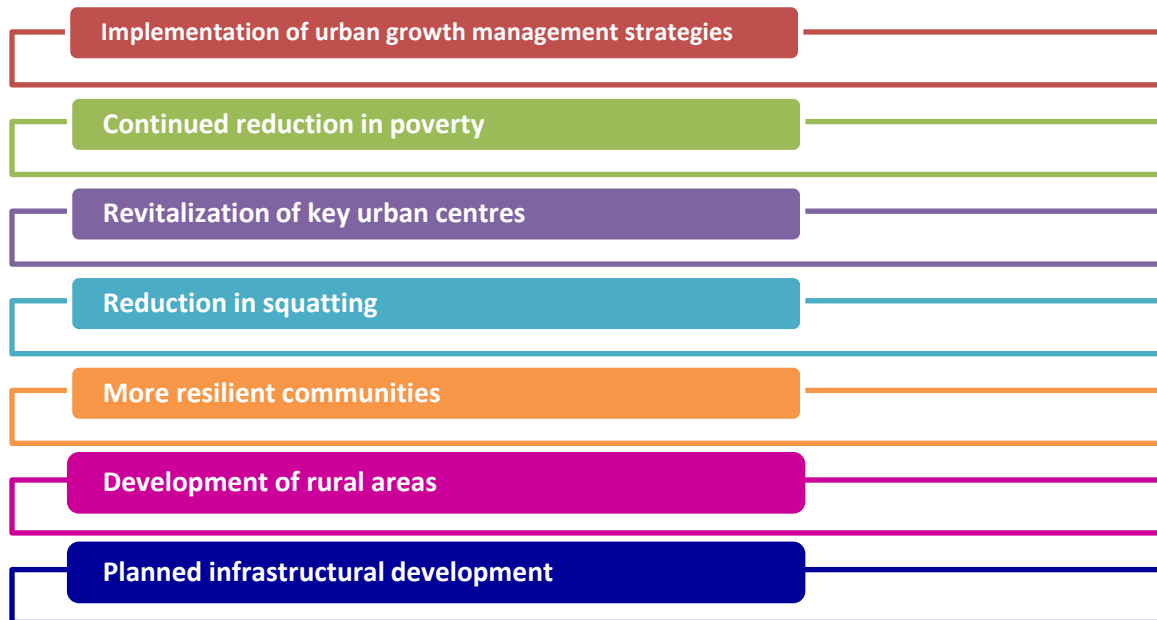 Implementation of urban growth management strategies
Continued reduction in poverty
Revitalization of key urban centres
Reduction in squatting
More resilient communities
Development of rural areas
Planned infrastructural development